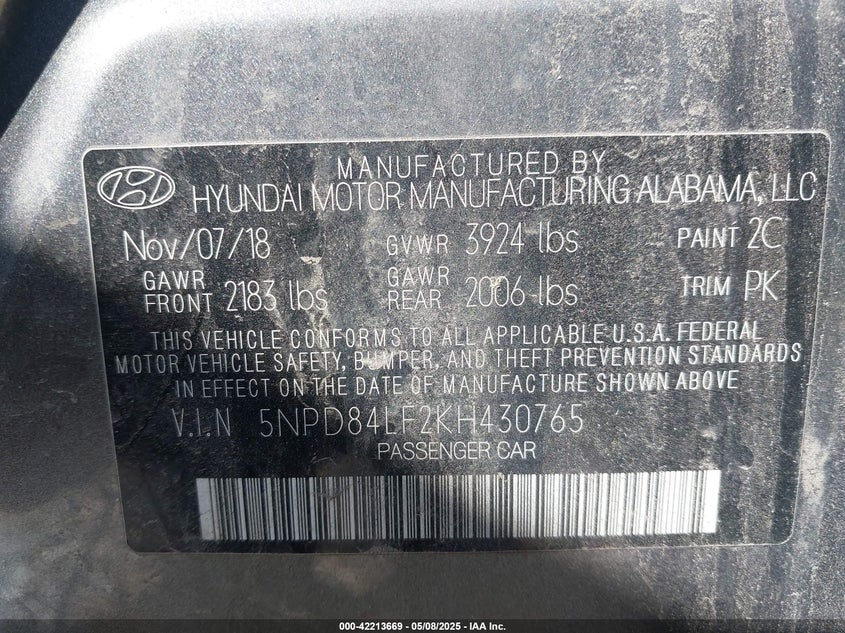 MANUFACTURED BY
HYUNDAI MOTOR MANUFACTURING ALABAMA, LLC
Nov/07/18 GVWR 3924 lbs PAINT 2C
GAWR FRONT 2183 lbs GAWR REAR 2006 lbs TRIM PK
THIS VEHICLE CONFORMS TO ALL APPLICABLE U.S.A. FEDERAL
MOTOR VEHICLE SAFETY, BUMPER, AND THEFT PREVENTION STANDARDS
IN EFFECT ON THE DATE OF MANUFACTURE SHOWN ABOVE
V.I.N 5NPD84LF2KH430765
PASSENGER CAR
000-42213669 - 05/08/2025 - IAA Inc.